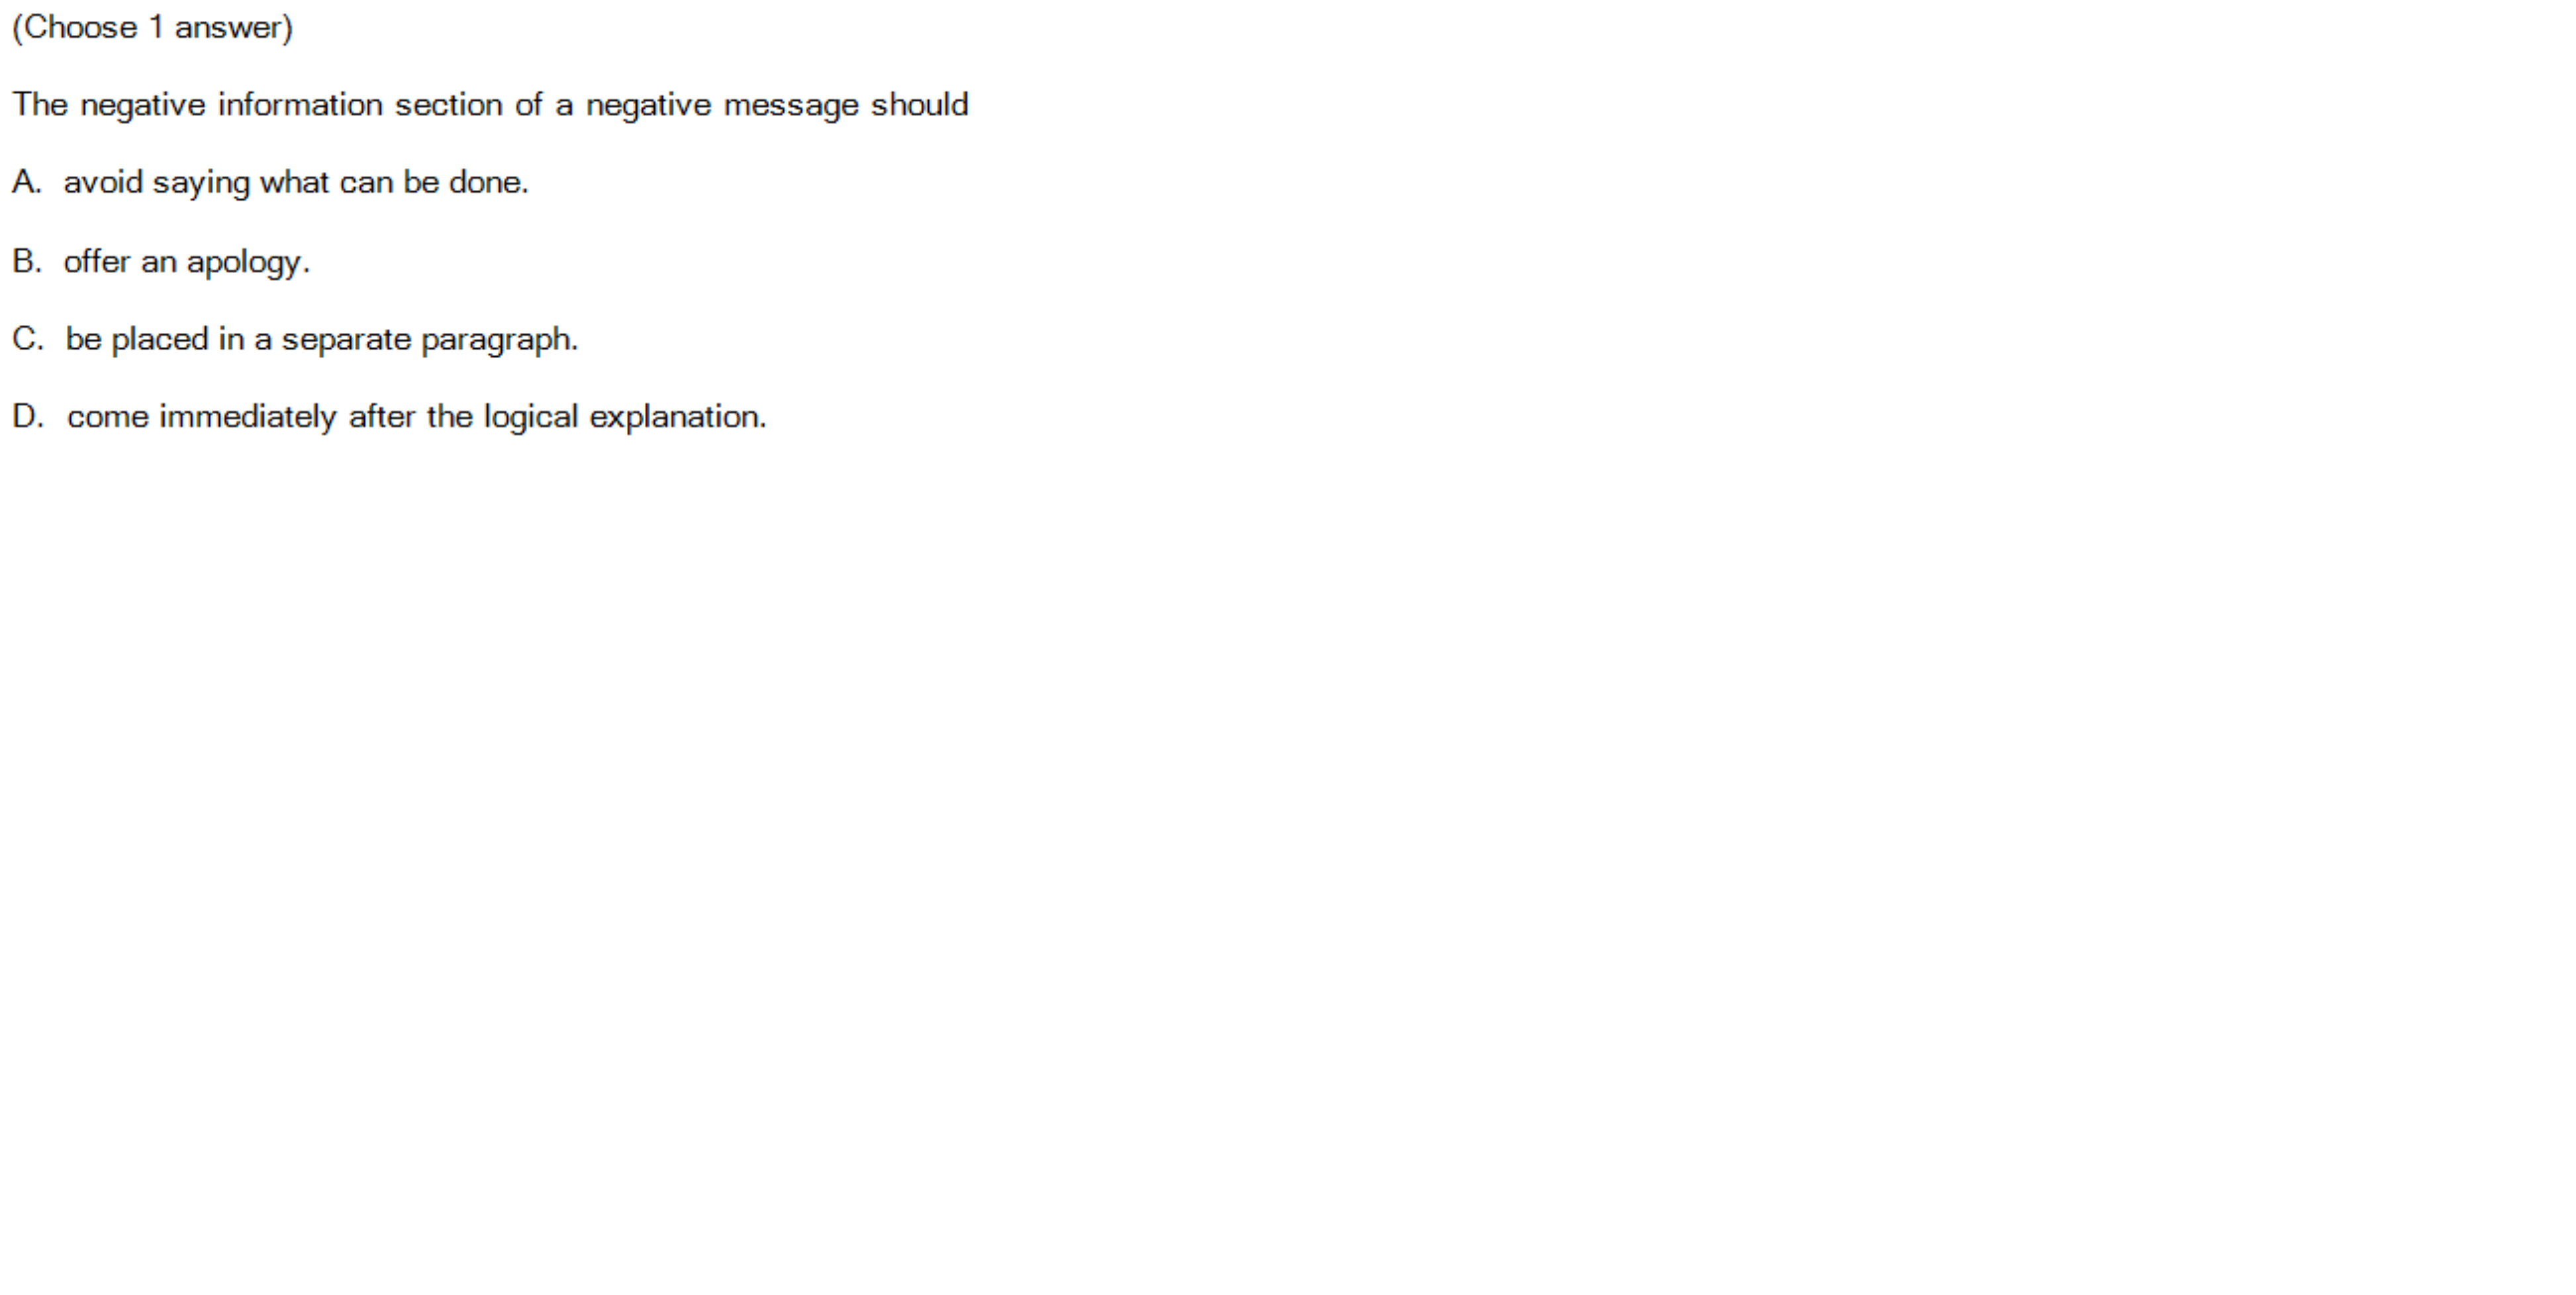 (Choose 1 answer)
The negative information section of a negative message should
A. avoid saying what can be done.
B. offer an apology.
C. be placed in a separate paragraph.
D. come immediately after the logical explanation.